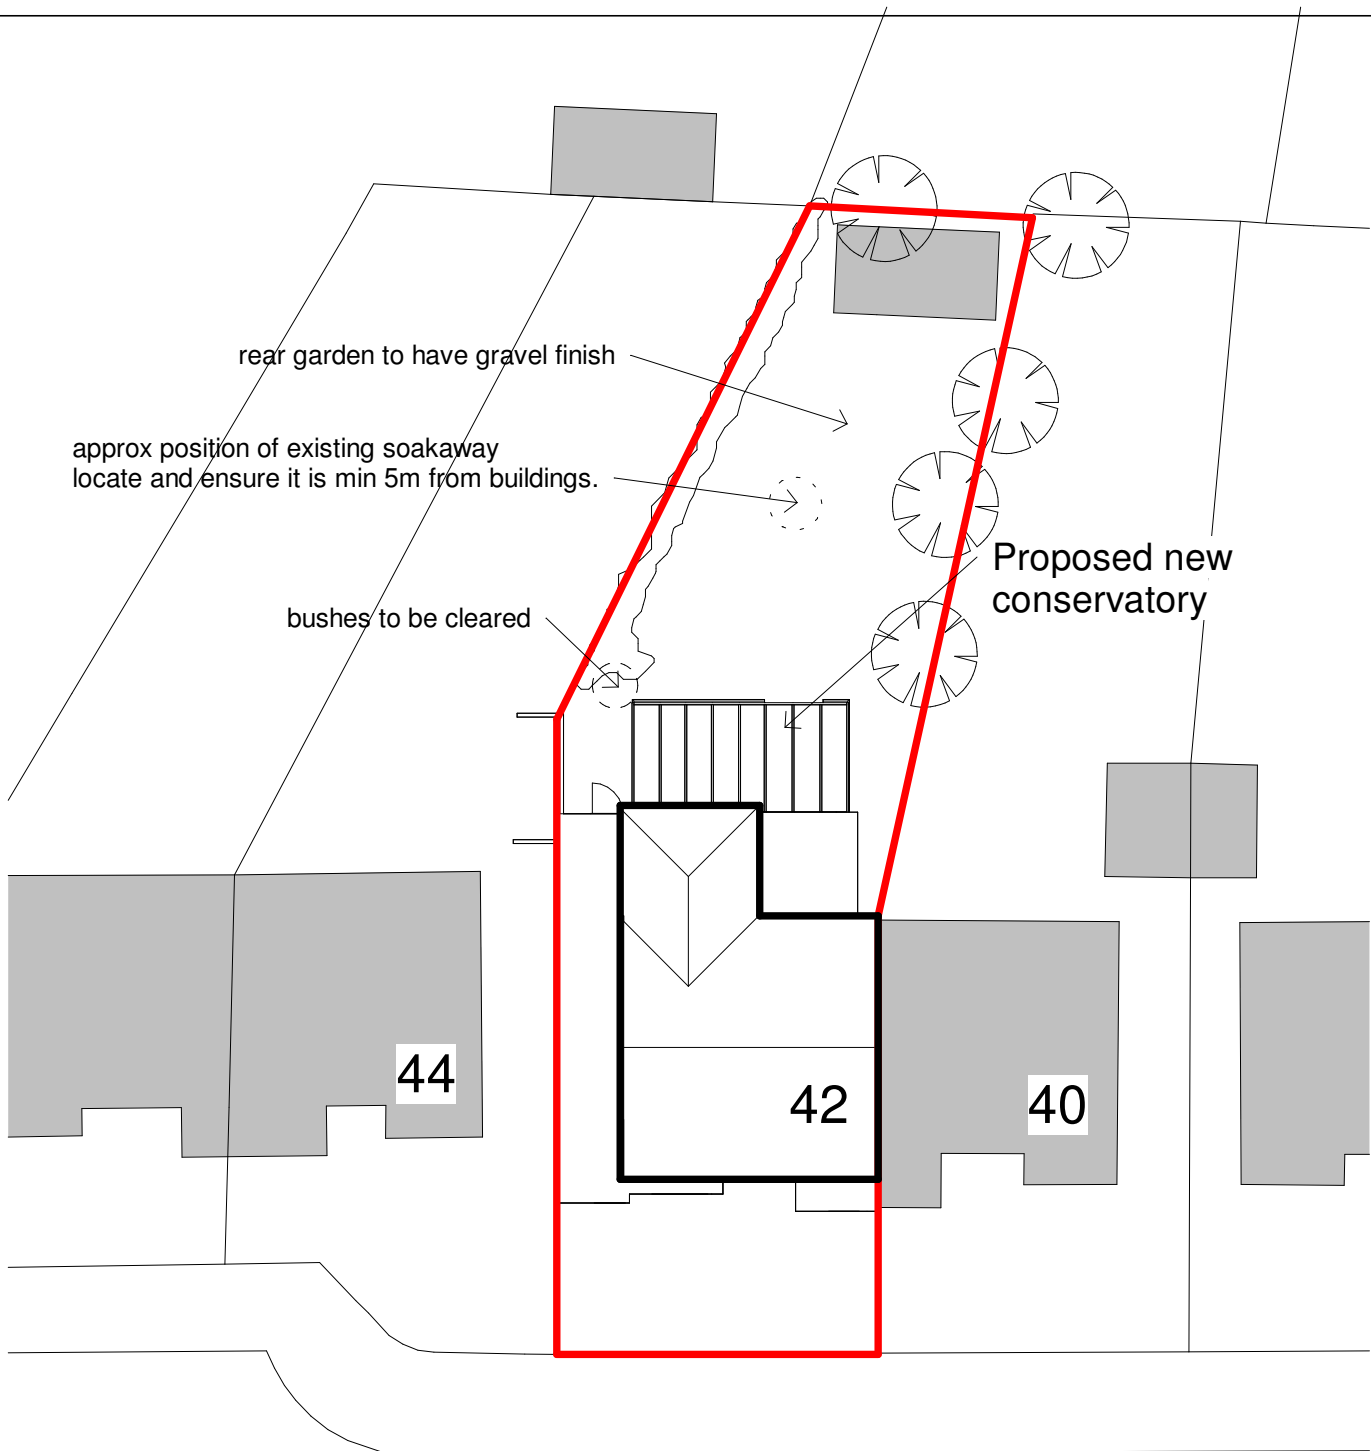 rear garden to have gravel finish
approx position of existing soakaway
locate and ensure it is min 5m from buildings.
Proposed new
conservatory
bushes to be cleared
44
42
40